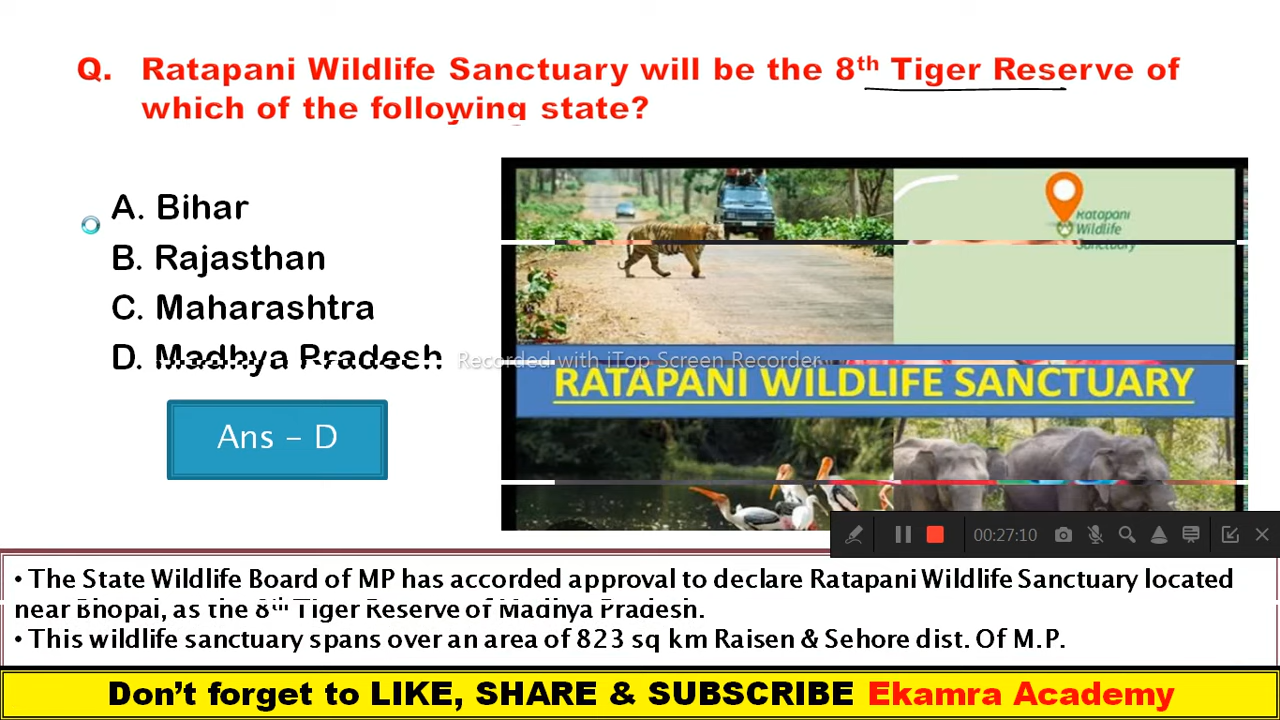 Q. Ratapani Wildlife Sanctuary will be the 8th Tiger Reserve of
which of the following state?
A. Bihar
B. Rajasthan
C. Maharashtra
D. Madhya Pradesh
Ans – D
Ratapani
Wildlife
Sanctuary
RATAPANI WILDLIFE SANCTUARY
Recorded with iTop Screen Recorder
00:27:10
• The State Wildlife Board of MP has accorded approval to declare Ratapani Wildlife Sanctuary located
near Bhopal, as the 8th Tiger Reserve of Madhya Pradesh.
• This wildlife sanctuary spans over an area of 823 sq km Raisen & Sehore dist. Of M.P.
Don't forget to LIKE, SHARE & SUBSCRIBE Ekamra Academy